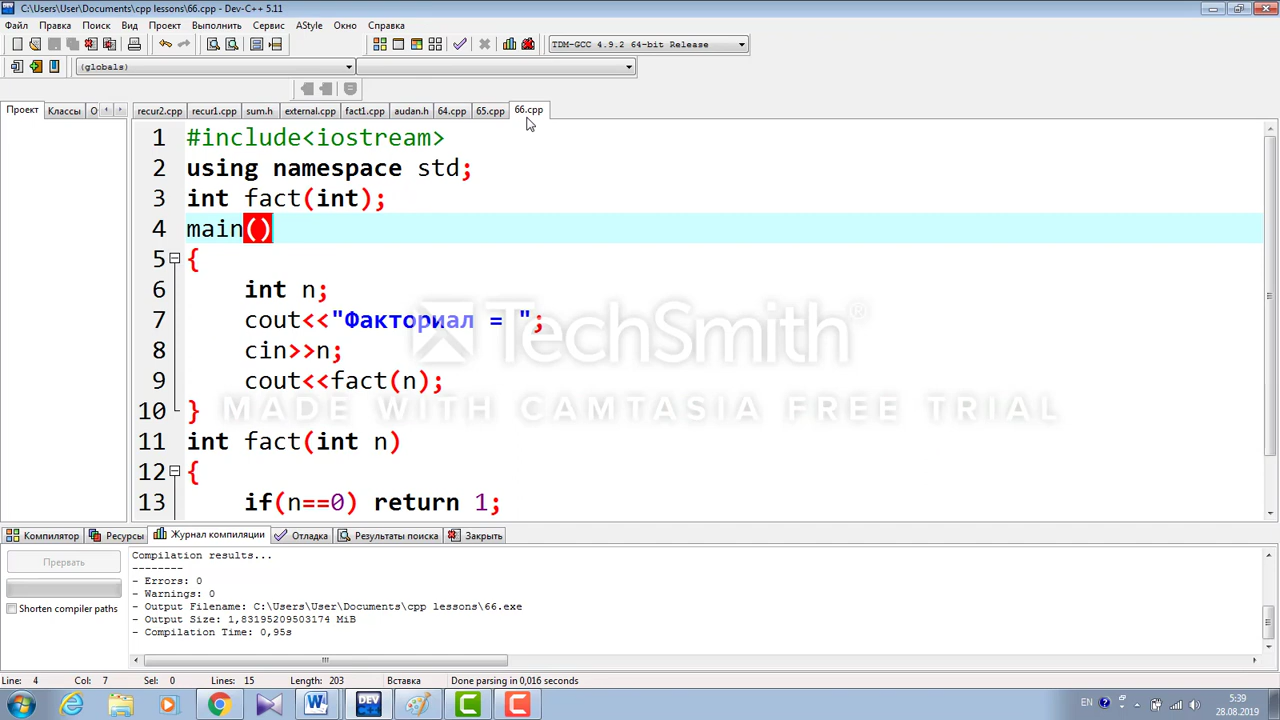 C:\Users\User\Documents\cpp lessons\66.cpp - Dev-C++ 5.11
Файл Правка Поиск Вид Проект Выполнить Сервис AStyle Окно Справка
TDM-GCC 4.9.2 64-bit Release
(globals)
Проект Классы О
recur2.cpp recur1.cpp sum.h external.cpp fact1.cpp audan.h 64.cpp 65.cpp 66.cpp
1 #include<iostream>
2 using namespace std;
3 int fact(int);
4 main()
5 {
6 int n;
7 cout<<"Факториал = ";
8 cin>>n;
9 cout<<fact(n);
10 }
11 int fact(int n)
12 {
13 if(n==0) return 1;
TechSmith®
MADE WITH CAMTASIA FREE TRIAL
Компилятор Ресурсы Журнал компиляции Отладка Результаты поиска Закрыть
Прервать
Shorten compiler paths
Compilation results...
--------
- Errors: 0
- Warnings: 0
- Output Filename: C:\Users\User\Documents\cpp lessons\66.exe
- Output Size: 1,83195209503174 MiB
- Compilation Time: 0,95s
Line: 4 Col: 7 Sel: 0 Lines: 15 Length: 203 Вставка Done parsing in 0,016 seconds
DEV
EN
5:39
28.08.2019